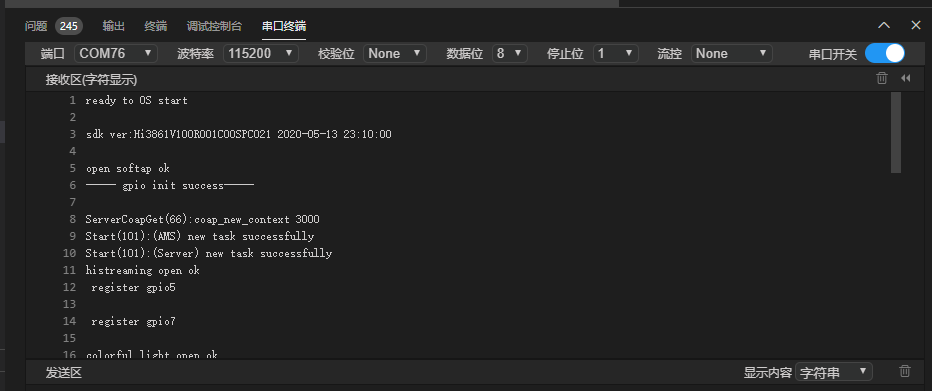 问题 245 输出 终端 调试控制台 串口终端
端口 COM76 波特率 115200 校验位 None 数据位 8 停止位 1 流控 None 串口开关
接收区(字符显示)
1 ready to OS start
2
3 sdk ver:Hi3861V100R001C00SPC021 2020-05-13 23:10:00
4
5 open softap ok
6 ----- gpio init success-----
7
8 ServerCoapGet(66):coap_new_context 3000
9 Start(101):(AMS) new task successfully
10 Start(101):(Server) new task successfully
11 histreaming open ok
12 register gpio5
13
14 register gpio7
15
16 colorful light open ok
发送区 显示内容 字符串